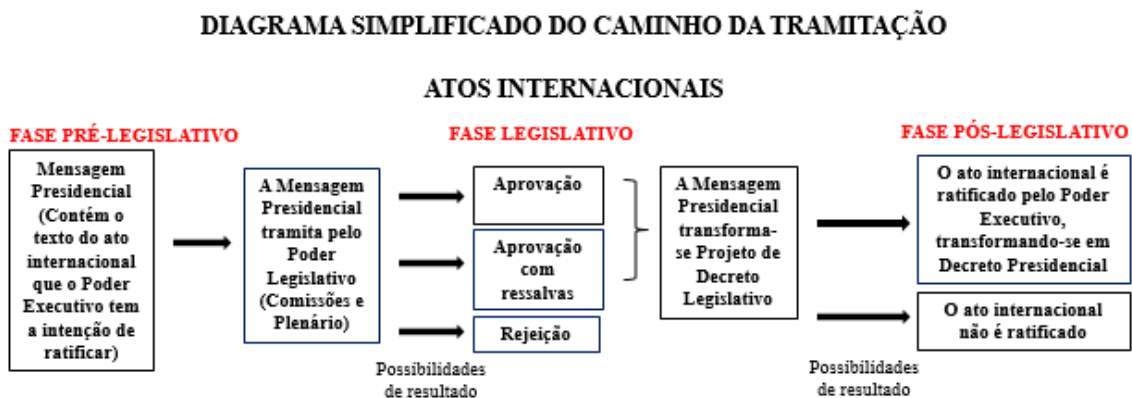 DIAGRAMA SIMPLIFICADO DO CAMINHO DA TRAMITAÇÃO
ATOS INTERNACIONAIS
FASE PRÉ-LEGISLATIVO
Mensagem
Presidencial
(Contém o
texto do ato
internacional
que o Poder
Executivo tem
a intenção de
ratificar)
FASE LEGISLATIVO
A Mensagem
Presidencial
tramita pelo
Poder
Legislativo
(Comissões e
Plenário)
Aprovação
Aprovação
com
ressalvas
Rejeição
Possibilidades
de resultado
A Mensagem
Presidencial
transforma-
se Projeto de
Decreto
Legislativo
FASE PÓS-LEGISLATIVO
O ato internacional é
ratificado pelo Poder
Executivo,
transformando-se em
Decreto Presidencial
O ato internacional
não é ratificado
Possibilidades
de resultado